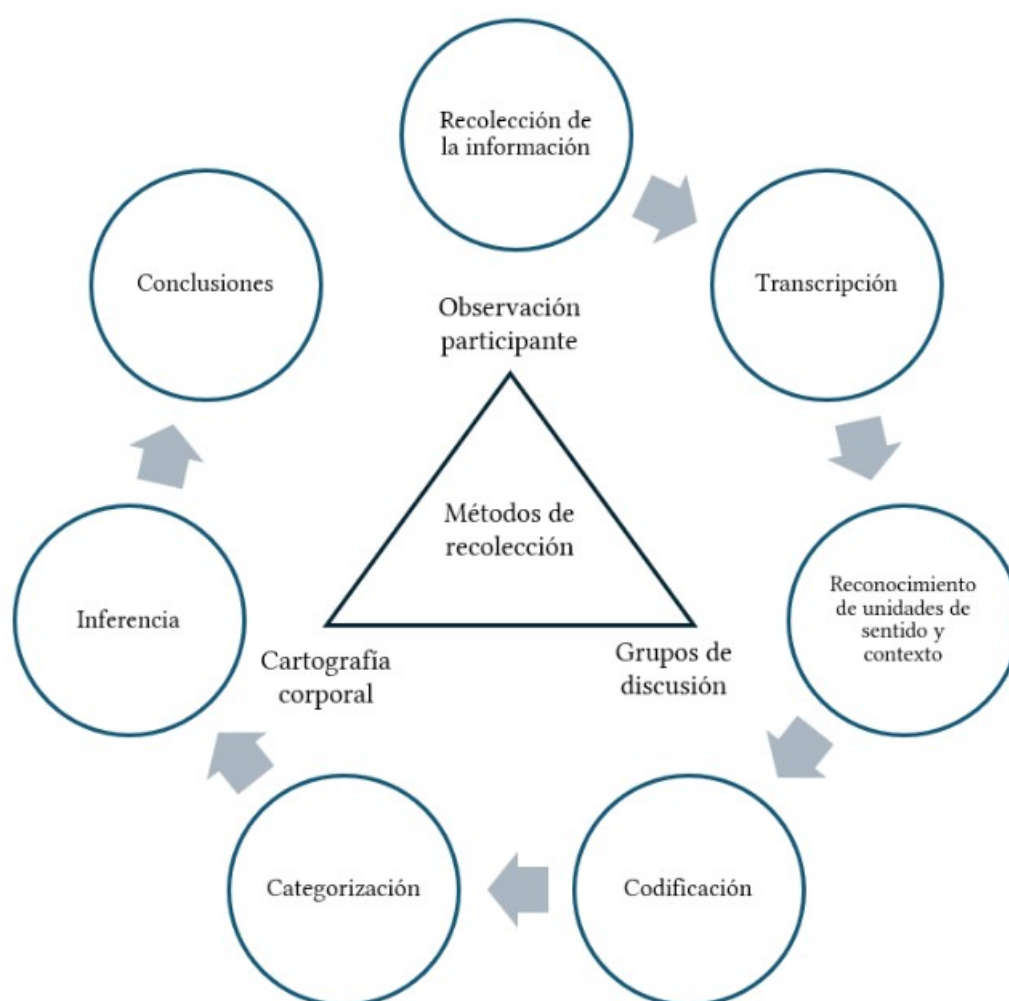 Recolección de
la información
Transcripción
Reconocimiento
de unidades de
sentido y
contexto
Codificación
Categorización
Inferencia
Conclusiones
Observación
participante
Métodos de
recolección
Cartografía
corporal
Grupos de
discusión